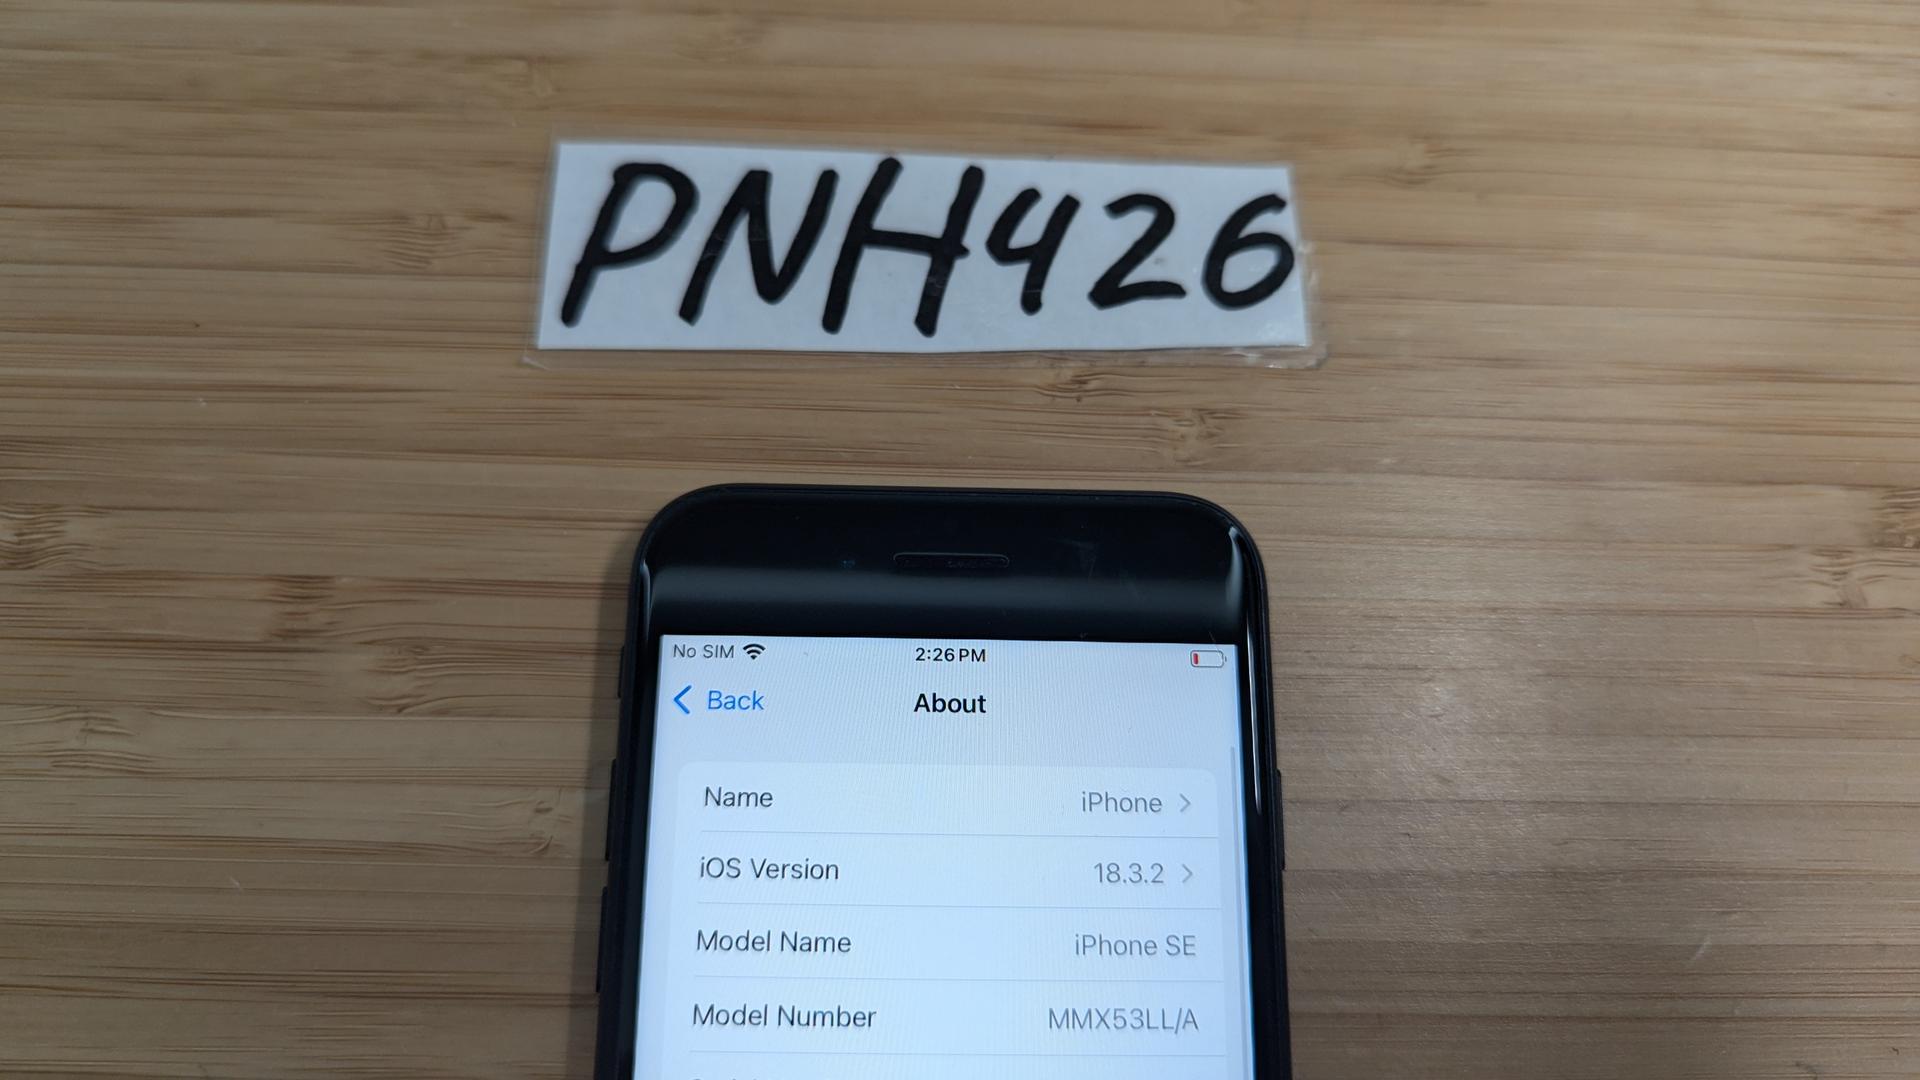 PNH426
No SIM 2:26 PM
Back About
Name iPhone
iOS Version 18.3.2
Model Name iPhone SE
Model Number MMX53LL/A